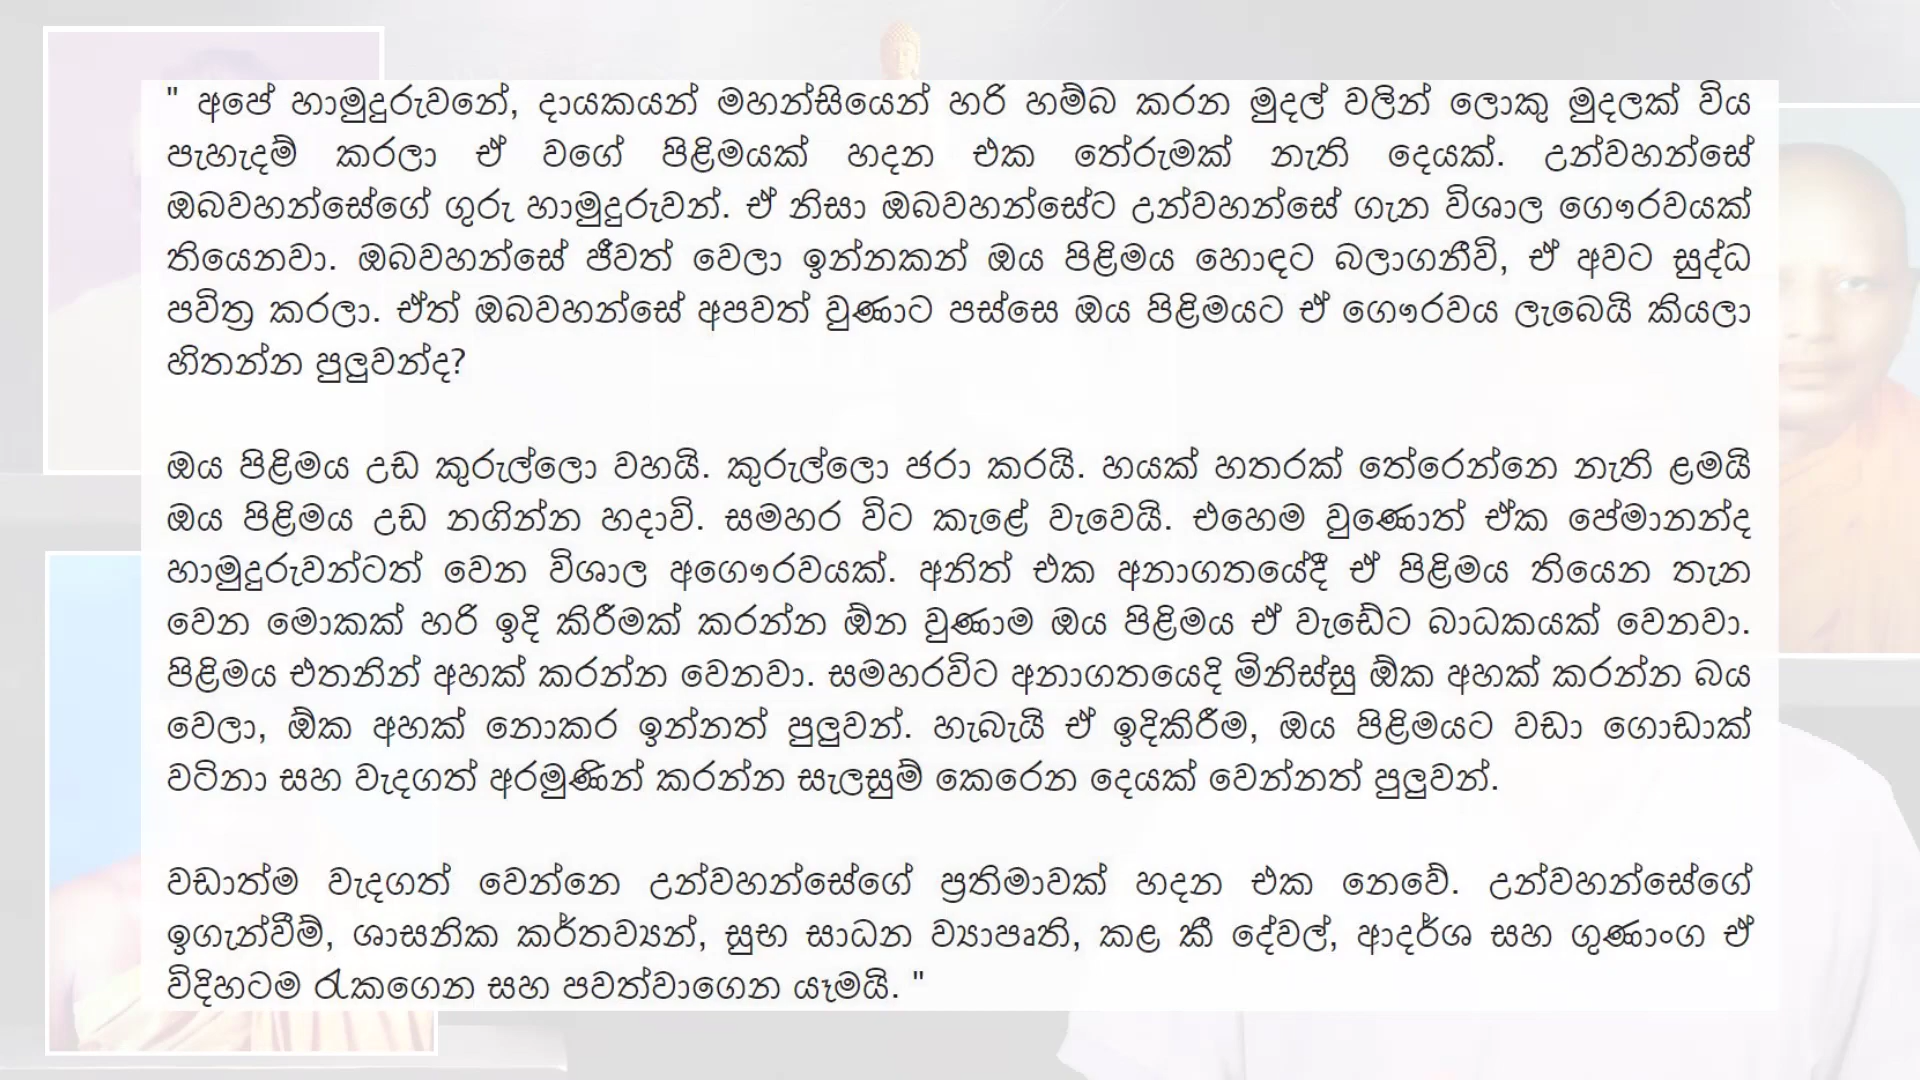 " අපේ හාමුදුරුවනේ, දායකයන් මහන්සියෙන් හරි හම්බ කරන මුදල් වලින් ලොකු මුදලක් විය
පැහැදම් කරලා ඒ වගේ පිළිමයක් හදන එක තේරුමක් නැති දෙයක්. උන්වහන්සේ
ඔබවහන්සේගේ ගුරු හාමුදුරුවන්. ඒ නිසා ඔබවහන්සේට උන්වහන්සේ ගැන විශාල ගෞරවයක්
තියෙනවා. ඔබවහන්සේ ජීවත් වෙලා ඉන්නකන් ඔය පිළිමය හොඳට බලාගනීවි, ඒ අවට සුද්ධ
පවිත්‍ර කරලා. ඒත් ඔබවහන්සේ අපවත් වුණාට පස්සෙ ඔය පිළිමයට ඒ ගෞරවය ලැබෙයි කියලා
හිතන්න පුලුවන්ද?
ඔය පිළිමය උඩ කුරුල්ලො වහයි. කුරුල්ලො ජරා කරයි. හයක් හතරක් තේරෙන්නෙ නැති ළමයි
ඔය පිළිමය උඩ නගින්න හදාවි. සමහර විට කැළේ වැවෙයි. එහෙම වුණොත් ඒක පේමානන්ද
හාමුදුරුවන්ටත් වෙන විශාල අගෞරවයක්. අනිත් එක අනාගතයේදී ඒ පිළිමය තියෙන තැන
වෙන මොකක් හරි ඉදි කිරීමක් කරන්න ඕන වුණාම ඔය පිළිමය ඒ වැඩේට බාධකයක් වෙනවා.
පිළිමය එතනින් අහක් කරන්න වෙනවා. සමහරවිට අනාගතයෙදි මිනිස්සු ඕක අහක් කරන්න බය
වෙලා, ඕක අහක් නොකර ඉන්නත් පුලුවන්. හැබැයි ඒ ඉදිකිරීම, ඔය පිළිමයට වඩා ගොඩාක්
වටිනා සහ වැදගත් අරමුණින් කරන්න සැලසුම් කෙරෙන දෙයක් වෙන්නත් පුලුවන්.
වඩාත්ම වැදගත් වෙන්නෙ උන්වහන්සේගේ ප්‍රතිමාවක් හදන එක නෙවේ. උන්වහන්සේගේ
ඉගැන්වීම්, ශාසනික කර්තව්‍යන්, සුභ සාධන ව්‍යාපෘති, කළ කී දේවල්, ආදර්ශ සහ ගුණාංග ඒ
විදිහටම රැකගෙන සහ පවත්වාගෙන යෑමයි. "